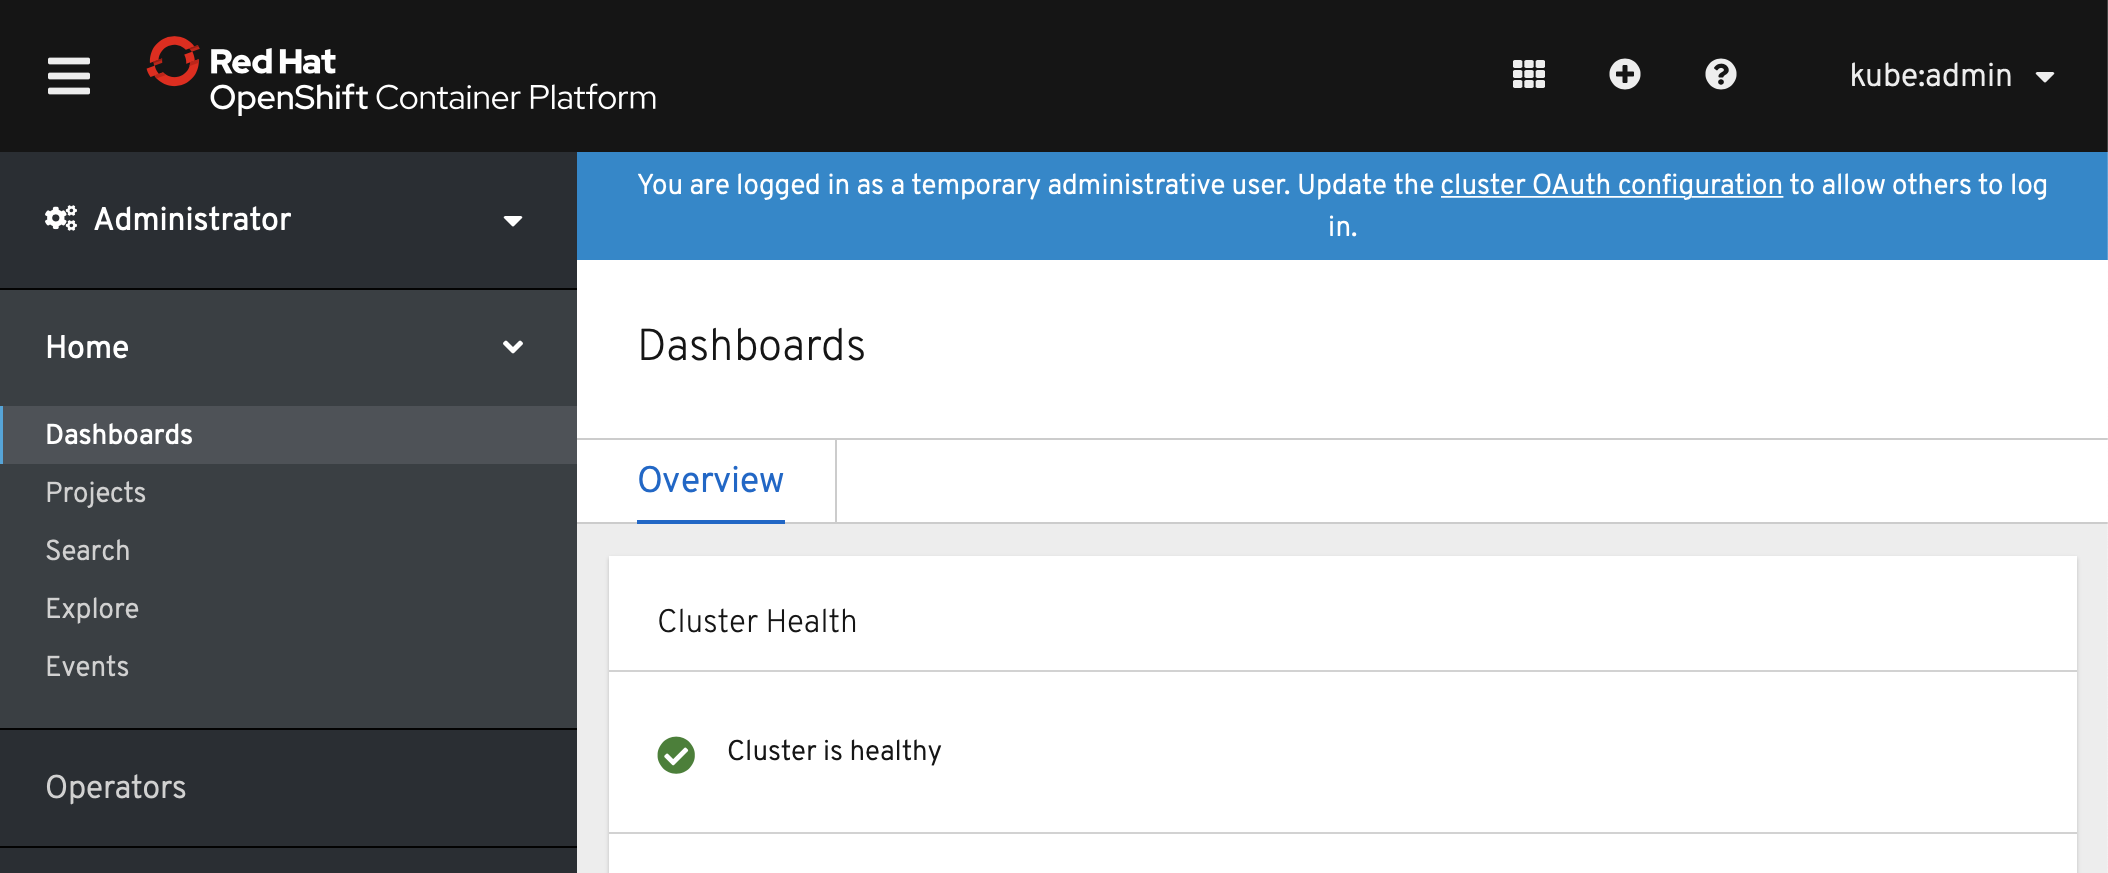 Red Hat
OpenShift Container Platform
kube:admin
Administrator
Home
Dashboards
Projects
Search
Explore
Events
Operators
You are logged in as a temporary administrative user. Update the cluster OAuth configuration to allow others to log
in.
Dashboards
Overview
Cluster Health
Cluster is healthy